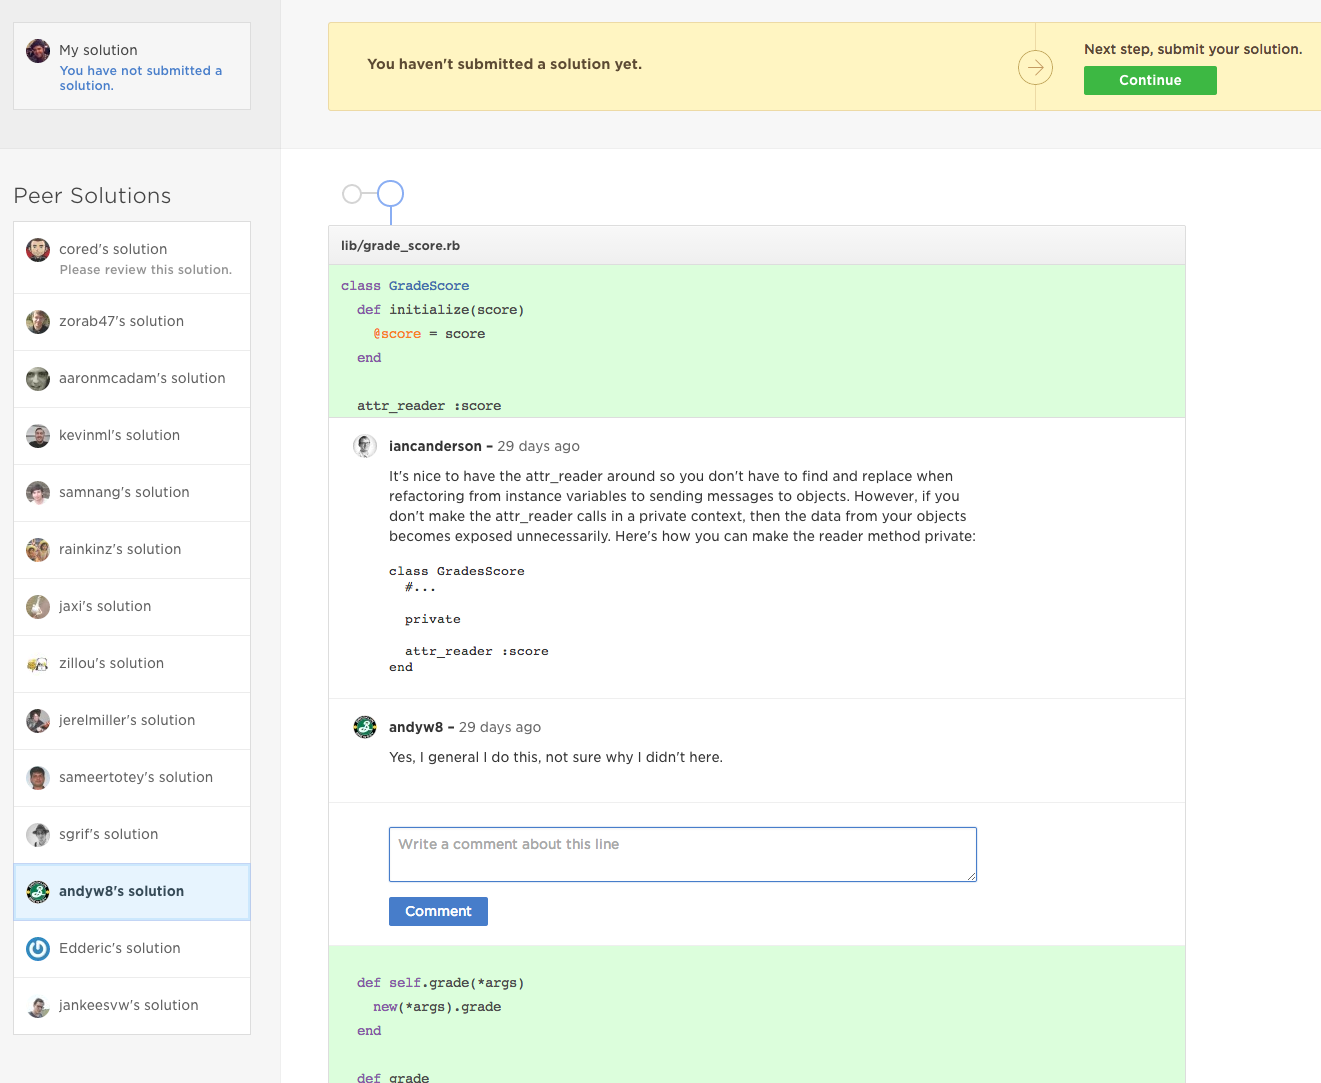 My solution
You have not submitted a
solution.
You haven't submitted a solution yet.
Next step, submit your solution.
Continue
Peer Solutions
cored's solution
Please review this solution.
zorab47's solution
aaronmcadam's solution
kevinml's solution
samnang's solution
rainkinz's solution
jaxi's solution
zillou's solution
jerelmiller's solution
sameertotey's solution
sgrif's solution
andyw8's solution
Edderic's solution
jankeesvw's solution
lib/grade_score.rb
class GradeScore
  def initialize(score)
    @score = score
  end

  attr_reader :score
iancanderson – 29 days ago
It's nice to have the attr_reader around so you don't have to find and replace when
refactoring from instance variables to sending messages to objects. However, if you
don't make the attr_reader calls in a private context, then the data from your objects
becomes exposed unnecessarily. Here's how you can make the reader method private:
class GradesScore
  #...

  private

  attr_reader :score
end
andyw8 – 29 days ago
Yes, I general I do this, not sure why I didn't here.
Write a comment about this line
Comment
  def self.grade(*args)
    new(*args).grade
  end

  def grade